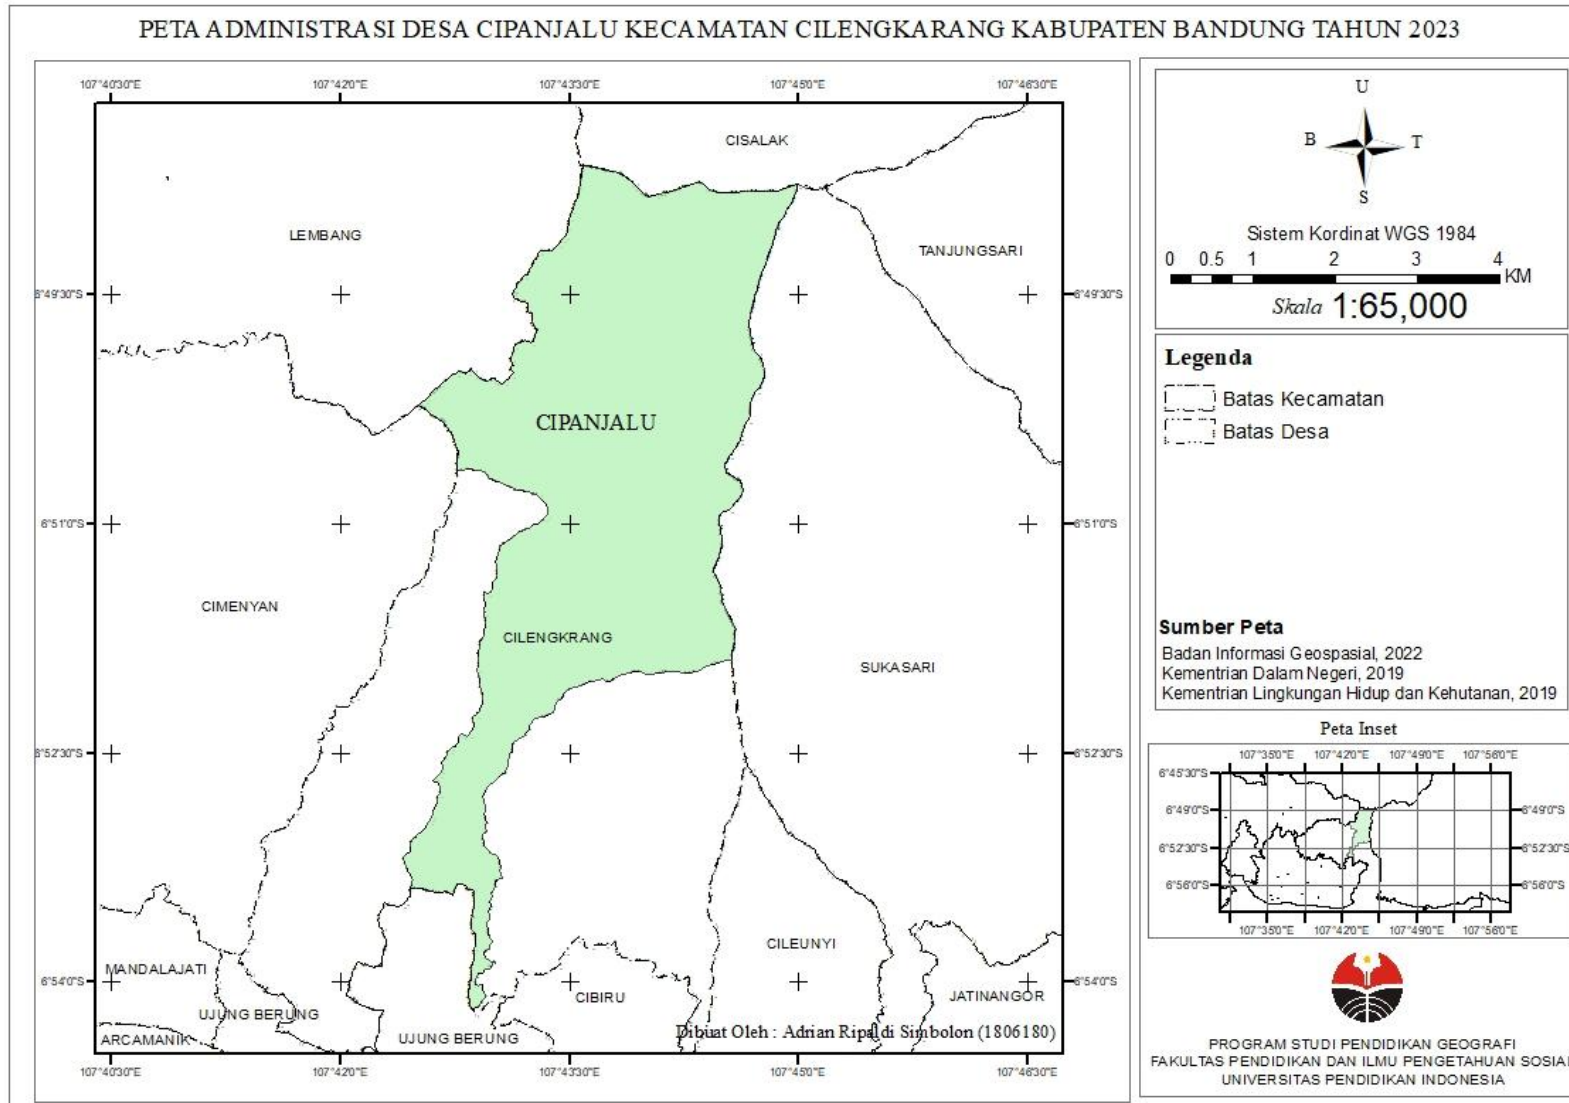 PETA ADMINISTRASI DESA CIPANJALU KECAMATAN CILENGKARANG KABUPATEN BANDUNG TAHUN 2023
107°40'30"E 107°42'0"E 107°43'30"E 107°45'0"E 107°46'30"E
CISALAK
LEMBANG
TANJUNGSARI
6°49'30"S 6°49'30"S
CIPANJALU
6°51'0"S 6°51'0"S
CIMENYAN
CILENGKRANG
SUKASARI
6°52'30"S 6°52'30"S
CILEUNYI
MANDALAJATI
6°54'0"S 6°54'0"S
CIBIRU
JATINANGOR
UJUNG BERUNG
ARCAMANIK
UJUNG BERUNG
Dibuat Oleh : Adrian Ripaldi Simbolon (1806180)
107°40'30"E 107°42'0"E 107°43'30"E 107°45'0"E 107°46'30"E
U
B T
S
Sistem Kordinat WGS 1984
0 0.5 1 2 3 4
KM
Skala 1:65,000
Legenda
Batas Kecamatan
Batas Desa
Sumber Peta
Badan Informasi Geospasial, 2022
Kementrian Dalam Negeri, 2019
Kementrian Lingkungan Hidup dan Kehutanan, 2019
Peta Inset
107°35'0"E 107°42'0"E 107°49'0"E 107°56'0"E
6°45'30"S
6°49'0"S 6°49'0"S
6°52'30"S 6°52'30"S
6°56'0"S 6°56'0"S
107°35'0"E 107°42'0"E 107°49'0"E 107°56'0"E
PROGRAM STUDI PENDIDIKAN GEOGRAFI
FAKULTAS PENDIDIKAN DAN ILMU PENGETAHUAN SOSIAL
UNIVERSITAS PENDIDIKAN INDONESIA